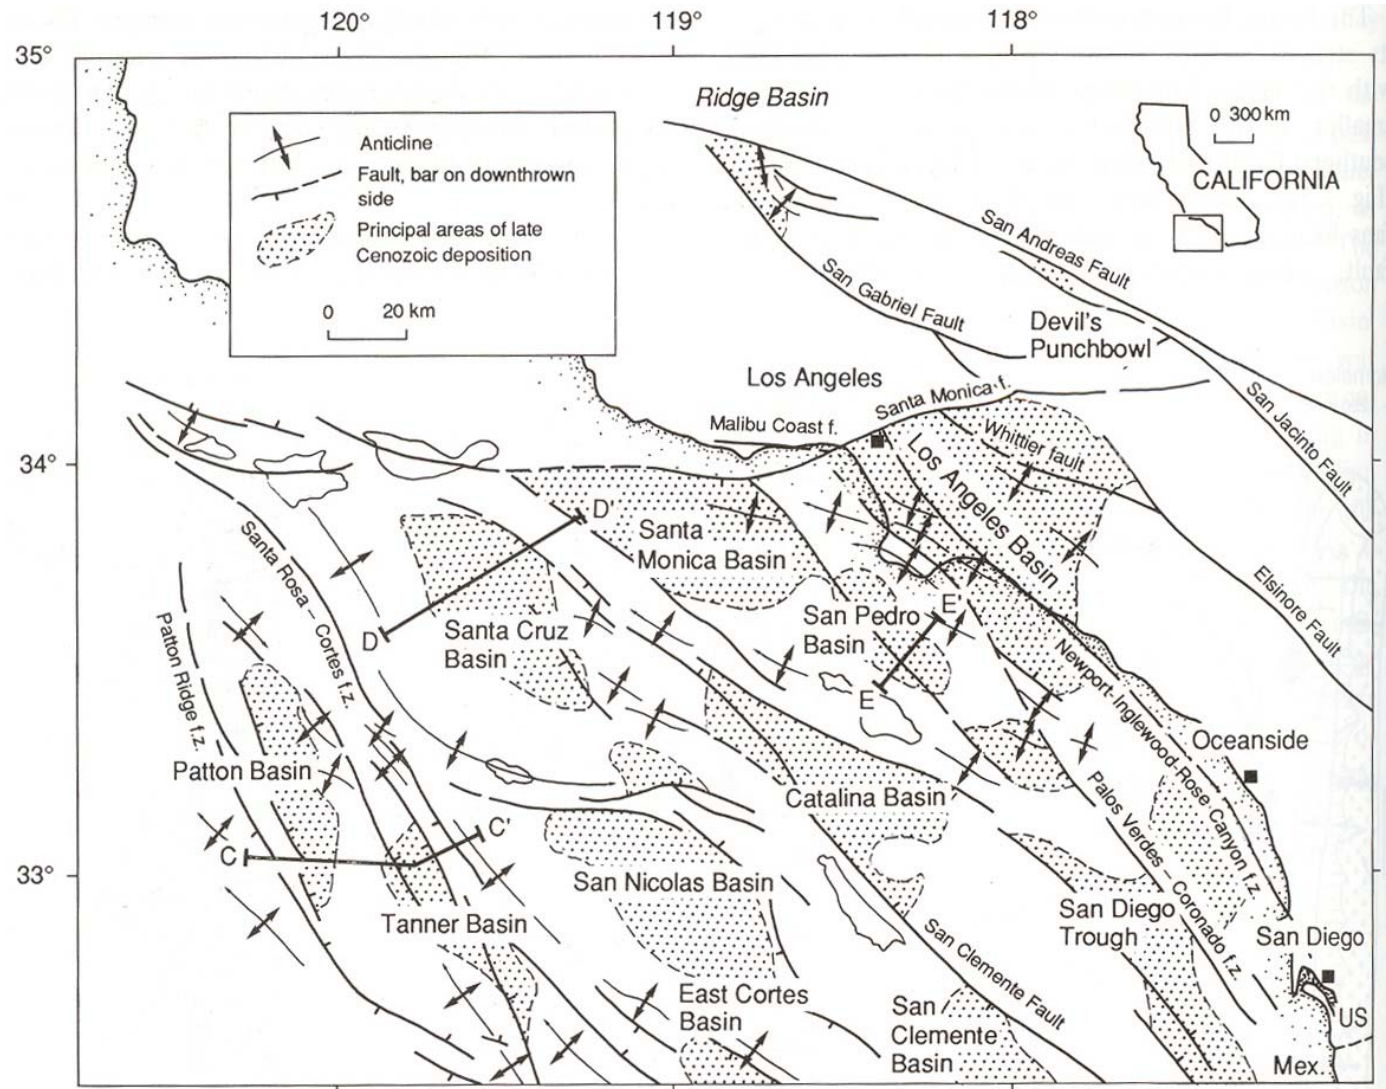 120°
119°
118°
35°
Ridge Basin
0 300 km
CALIFORNIA
Anticline
Fault, bar on downthrown
side
Principal areas of late
Cenozoic deposition
0 20 km
San Andreas Fault
San Gabriel Fault
Devil's
Punchbowl
Los Angeles
Santa Monica f.
Malibu Coast f.
San Jacinto Fault
34°
Whittier fault
Los Angeles Basin
D'
Santa
Monica Basin
Santa Rosa – Cortes f.z.
Elsinore Fault
E
San Pedro
Basin
D
Santa Cruz
Basin
Patton Ridge f.z.
E
Newport-Inglewood-Rose Canyon f.z.
Oceanside
Patton Basin
Catalina Basin
Palos Verdes – Coronado f.z.
C'
C
33°
San Nicolas Basin
Tanner Basin
San Diego
Trough
San Diego
San Clemente Fault
East Cortes
Basin
San
Clemente
Basin
US
Mex.